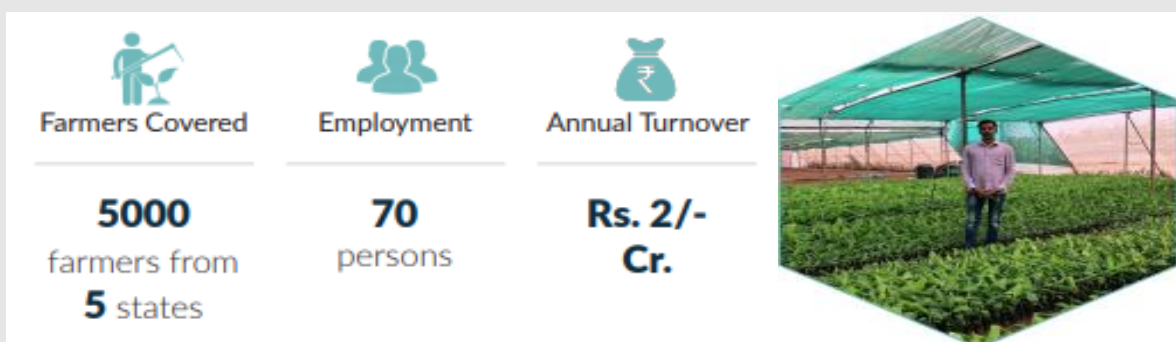 Farmers Covered
5000
farmers from
5 states
Employment
70
persons
₹
Annual Turnover
Rs. 2/-
Cr.